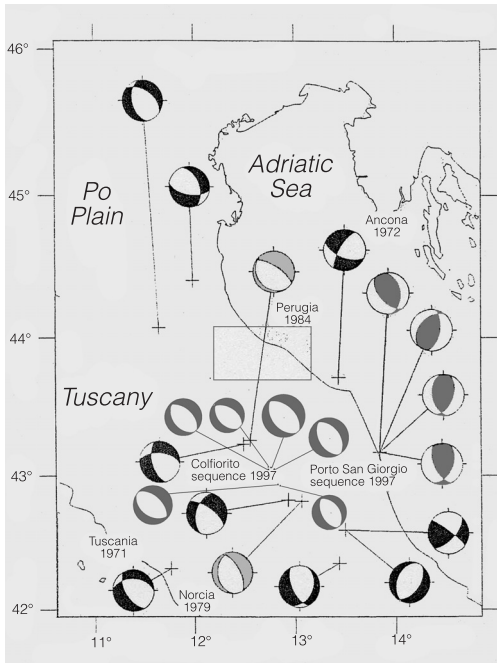 46°
Adriatic
Sea
45°
Po
Plain
Ancona
1972
Perugia
1984
44°
Tuscany
Colfiorito
sequence 1997
Porto San Giorgio
sequence 1997
43°
Tuscania
1971
Norcia
1979
42°
11°
12°
13°
14°